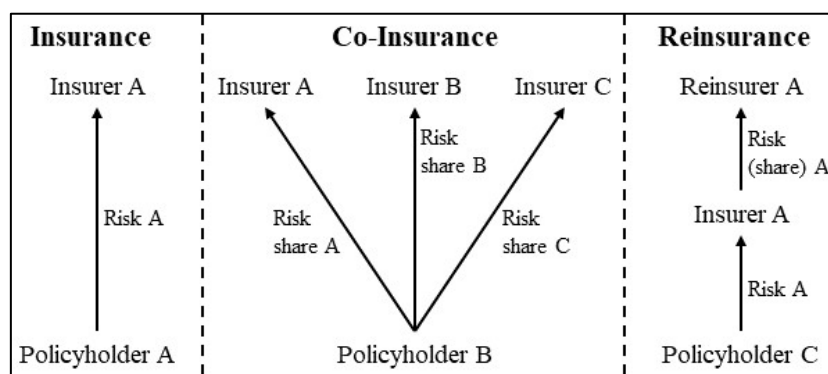 Insurance
Insurer A
Risk A
Policyholder A
Co-Insurance
Insurer A
Insurer B
Insurer C
Risk
share B
Risk
share A
Risk
share C
Policyholder B
Reinsurance
Reinsurer A
Risk
(share) A
Insurer A
Risk A
Policyholder C